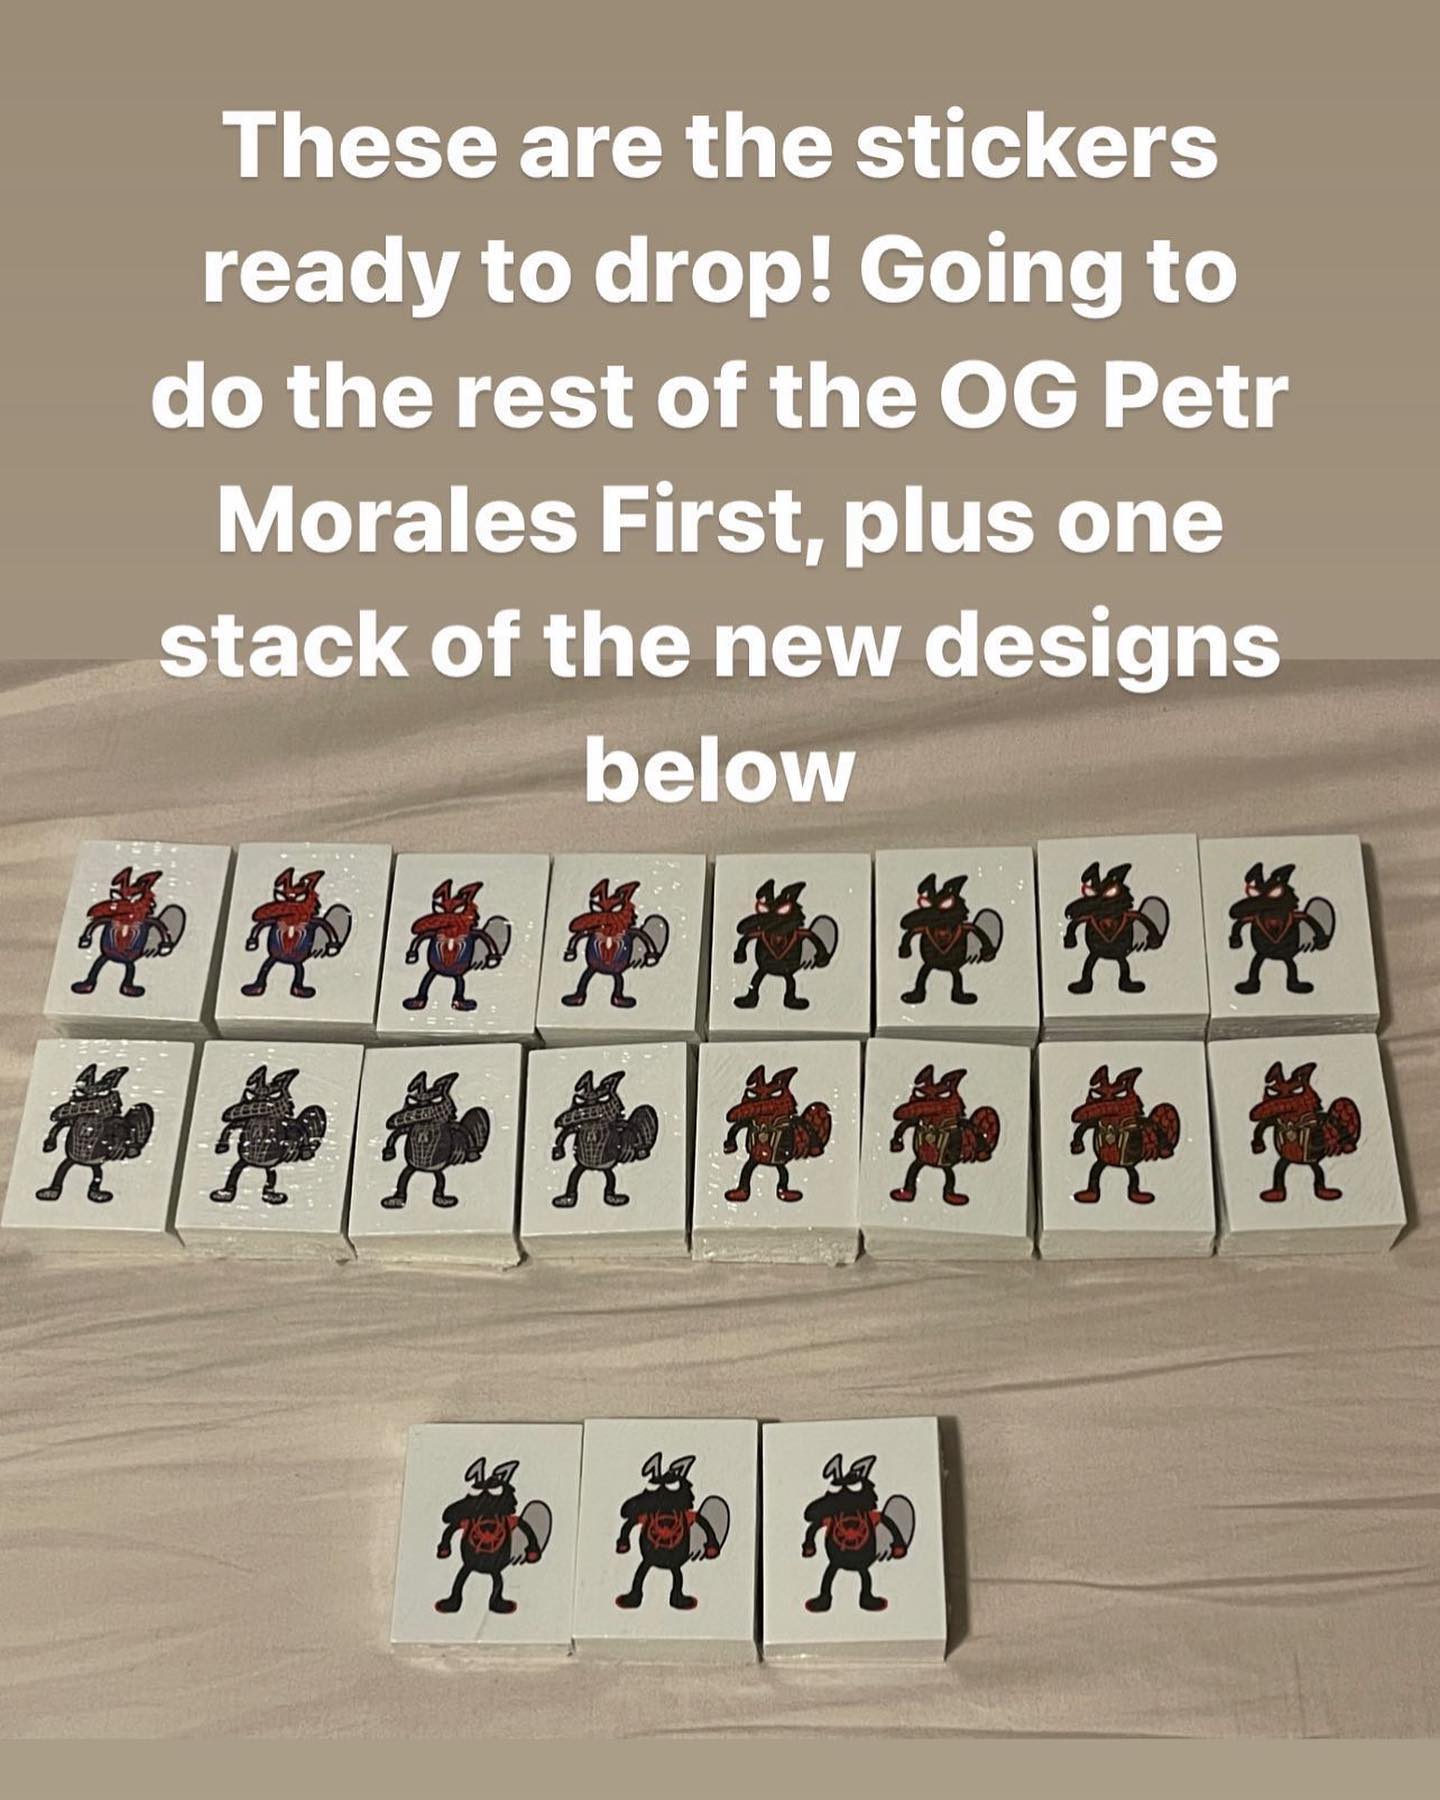 These are the stickers
ready to drop! Going to
do the rest of the OG Petr
Morales First, plus one
stack of the new designs
below